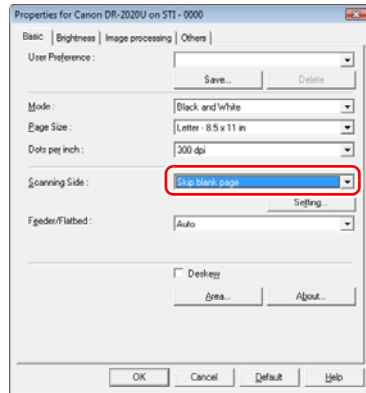 Properties for Canon DR-2020U on STI - 0000
Basic Brightness Image processing Others
User Preference :
Save... Delete
Mode : Black and White
Page Size : Letter - 8.5 x 11 in
Dots per inch : 300 dpi
Scanning Side : Skip blank page
Setting...
Feeder/Flatbed : Auto
Deskew
Area... About...
OK Cancel Default Help